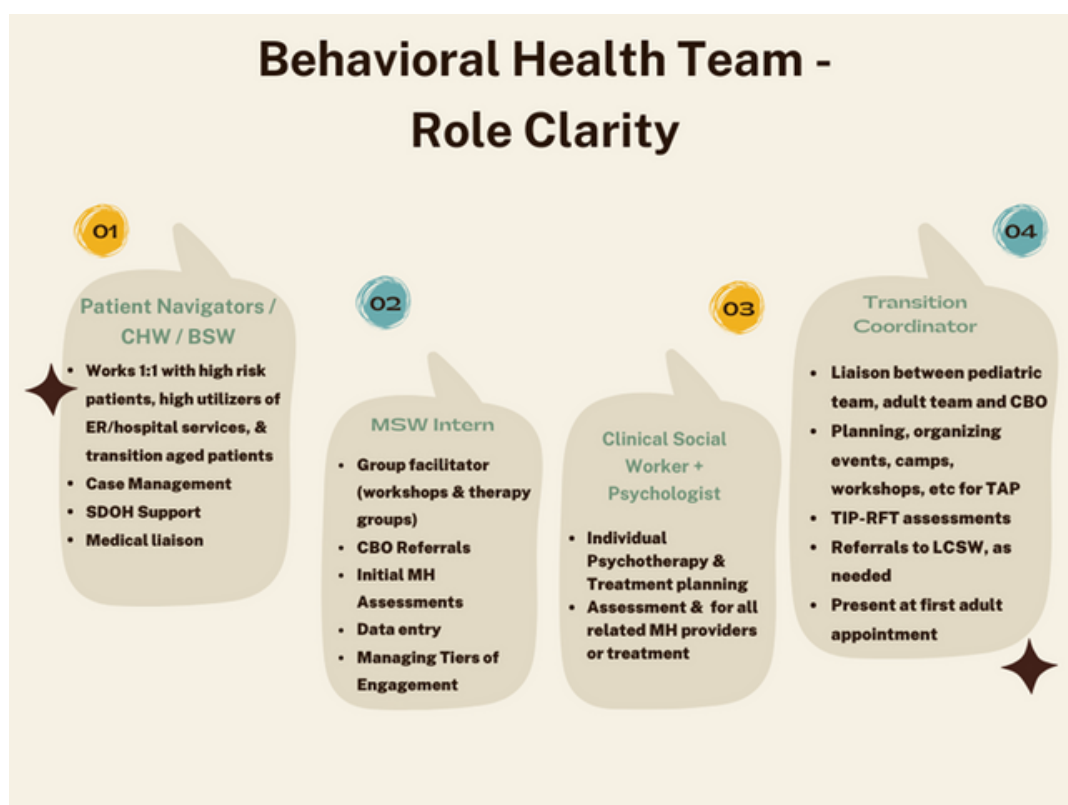 Behavioral Health Team -
Role Clarity
01
Patient Navigators /
CHW / BSW
• Works 1:1 with high risk
patients, high utilizers of
ER/hospital services, &
transition aged patients
• Case Management
• SDOH Support
• Medical liaison
02
MSW Intern
• Group facilitator
(workshops & therapy
groups)
• CBO Referrals
• Initial MH
Assessments
• Data entry
• Managing Tiers of
Engagement
03
Clinical Social
Worker +
Psychologist
• Individual
Psychotherapy &
Treatment planning
• Assessment & for all
related MH providers
or treatment
04
Transition
Coordinator
• Liaison between pediatric
team, adult team and CBO
• Planning, organizing
events, camps,
workshops, etc for TAP
• TIP-RFT assessments
• Referrals to LCSW, as
needed
• Present at first adult
appointment